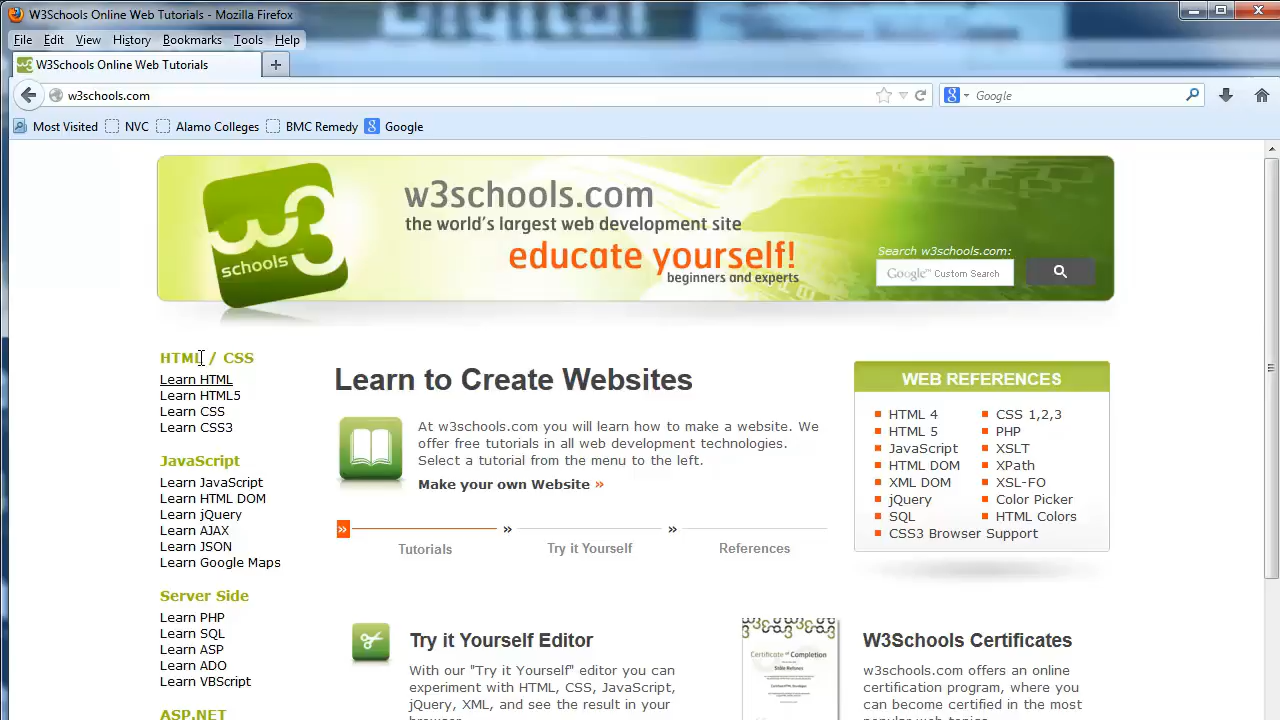 W3Schools Online Web Tutorials - Mozilla Firefox
File Edit View History Bookmarks Tools Help
W3Schools Online Web Tutorials
w3schools.com
Google
Most Visited NVC Alamo Colleges BMC Remedy Google
w3 schools
w3schools.com
the world's largest web development site
educate yourself!
beginners and experts
Search w3schools.com:
Google™ Custom Search
HTML / CSS
Learn HTML
Learn HTML5
Learn CSS
Learn CSS3
JavaScript
Learn JavaScript
Learn HTML DOM
Learn jQuery
Learn AJAX
Learn JSON
Learn Google Maps
Server Side
Learn PHP
Learn SQL
Learn ASP
Learn ADO
Learn VBScript
ASP.NET
Learn to Create Websites
At w3schools.com you will learn how to make a website. We
offer free tutorials in all web development technologies.
Select a tutorial from the menu to the left.
Make your own Website »
» » »
Tutorials Try it Yourself References
WEB REFERENCES
HTML 4 CSS 1,2,3
HTML 5 PHP
JavaScript XSLT
HTML DOM XPath
XML DOM XSL-FO
jQuery Color Picker
SQL HTML Colors
CSS3 Browser Support
Try it Yourself Editor
With our "Try it Yourself" editor you can
experiment with HTML, CSS, JavaScript,
jQuery, XML, and see the result in your
browser.
Certificate of Completion
W3Schools Certificates
w3schools.com offers an online
certification program, where you
can become certified in the most
popular web topics.